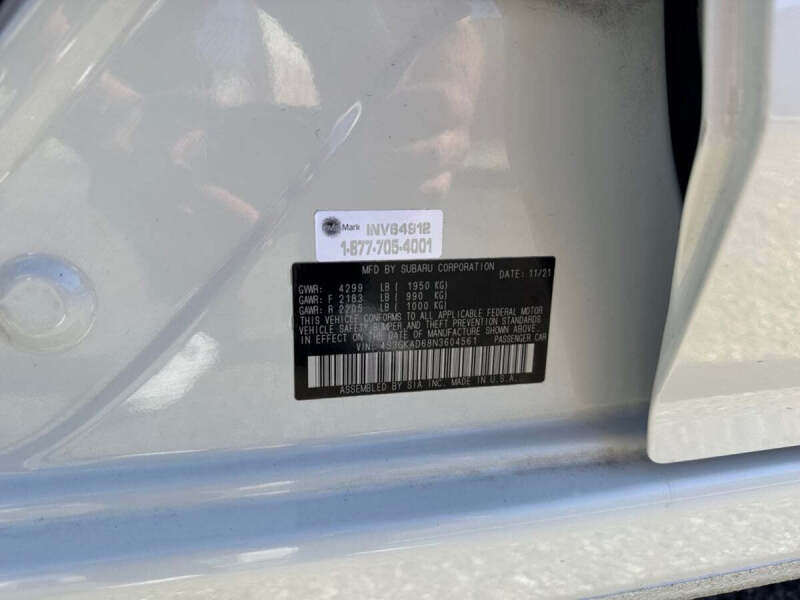 Mark INV64912
1-877-705-4001
MFD BY SUBARU CORPORATION DATE: 11/21
GVWR: 4299 LB ( 1950 KG)
GAWR: F 2183 LB ( 990 KG)
GAWR: R 2205 LB ( 1000 KG)
THIS VEHICLE CONFORMS TO ALL APPLICABLE FEDERAL MOTOR
VEHICLE SAFETY, BUMPER, AND THEFT PREVENTION STANDARDS
IN EFFECT ON THE DATE OF MANUFACTURE SHOWN ABOVE.
VIN: 4S3GKAD68N3604561 PASSENGER CAR
ASSEMBLED BY SIA INC. MADE IN U.S.A.